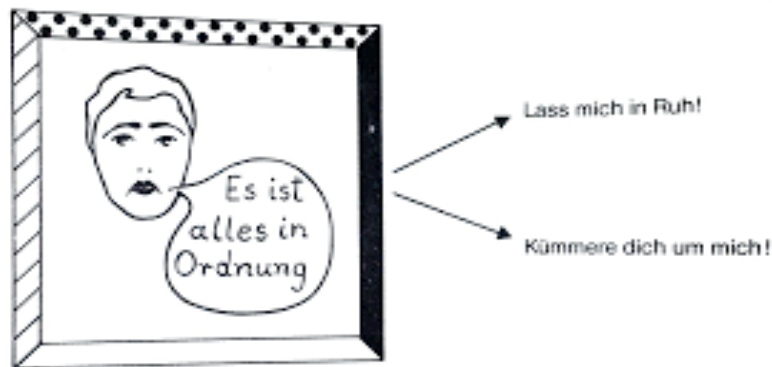 Es ist
alles in
Ordnung
Lass mich in Ruh!
Kümmere dich um mich!